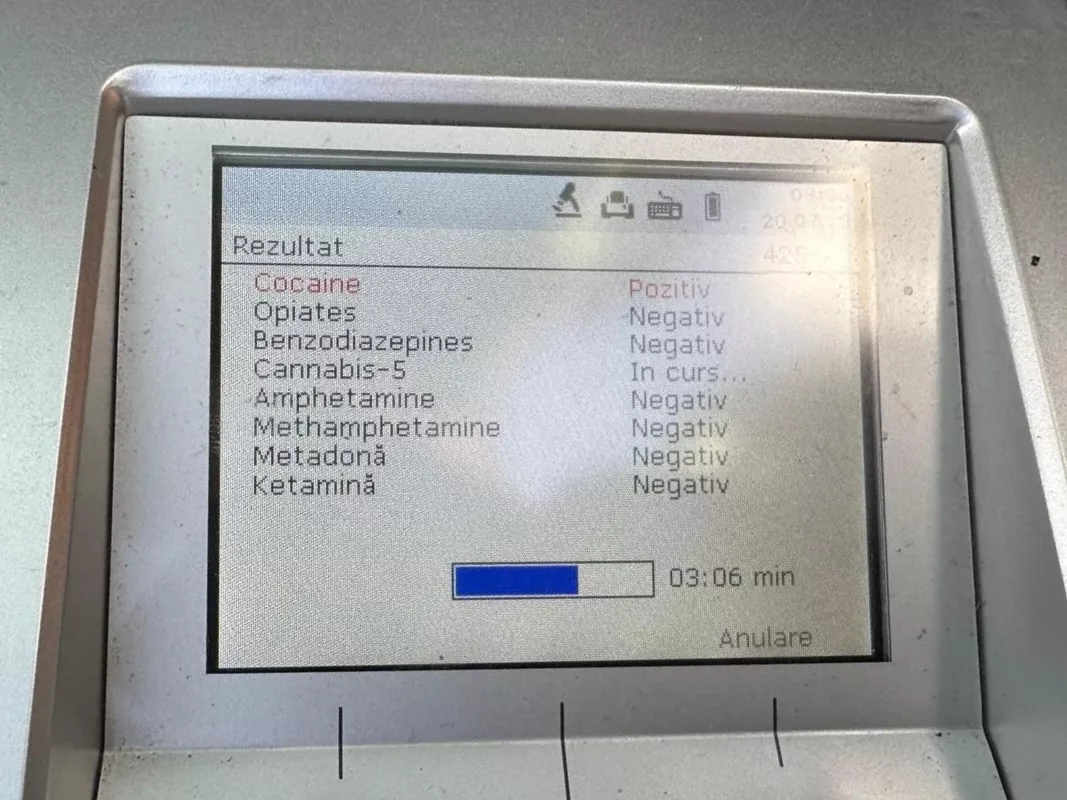 Rezultat
Cocaine Pozitiv
Opiates Negativ
Benzodiazepines Negativ
Cannabis-5 In curs...
Amphetamine Negativ
Methamphetamine Negativ
Metadonă Negativ
Ketamină Negativ
03:06 min
Anulare